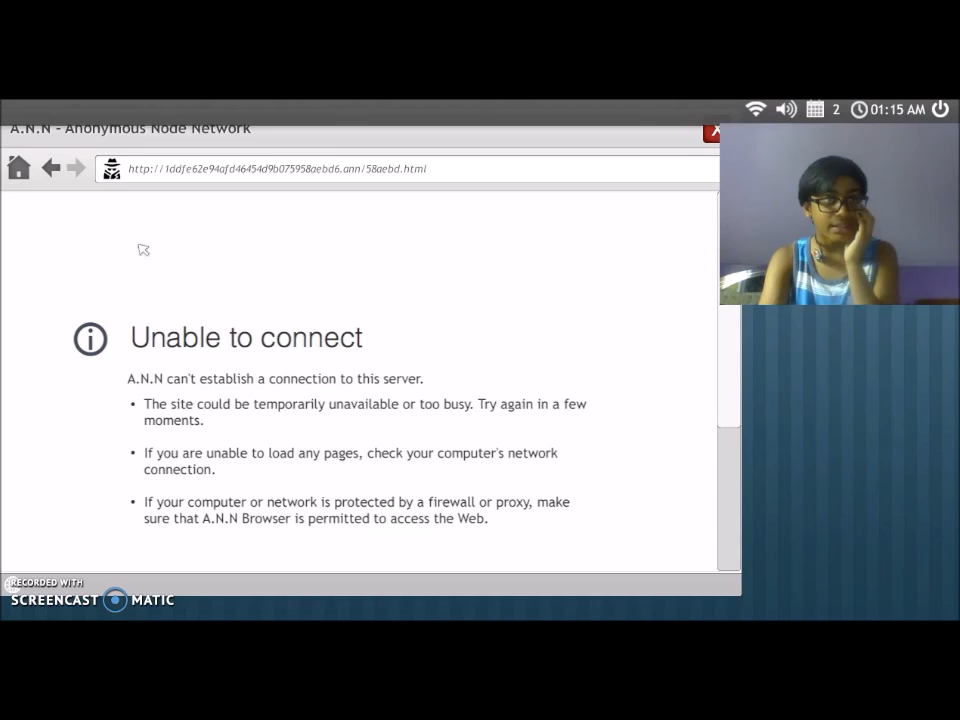 2 01:15 AM
A.N.N - Anonymous Node Network
X
http://1ddfe62e94afd46454d9b075958aebd6.ann/58aebd.html
Unable to connect
A.N.N can't establish a connection to this server.
• The site could be temporarily unavailable or too busy. Try again in a few
moments.
• If you are unable to load any pages, check your computer's network
connection.
• If your computer or network is protected by a firewall or proxy, make
sure that A.N.N Browser is permitted to access the Web.
RECORDED WITH
SCREENCAST MATIC